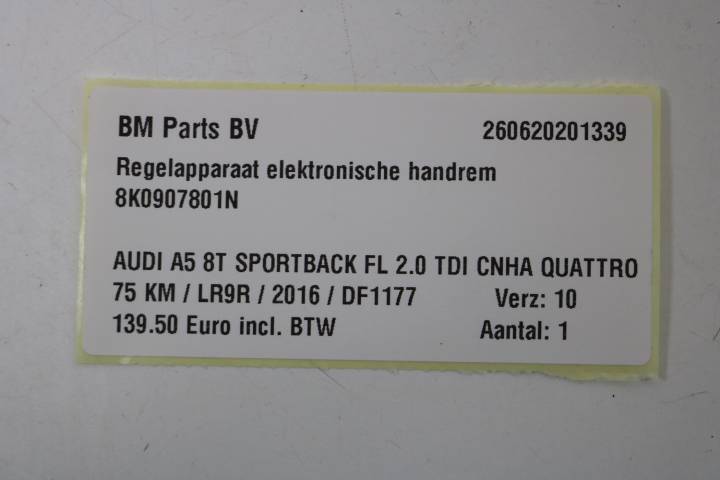 BM Parts BV 260620201339
Regelapparaat elektronische handrem
8K0907801N
AUDI A5 8T SPORTBACK FL 2.0 TDI CNHA QUATTRO
75 KM / LR9R / 2016 / DF1177 Verz: 10
139.50 Euro incl. BTW Aantal: 1